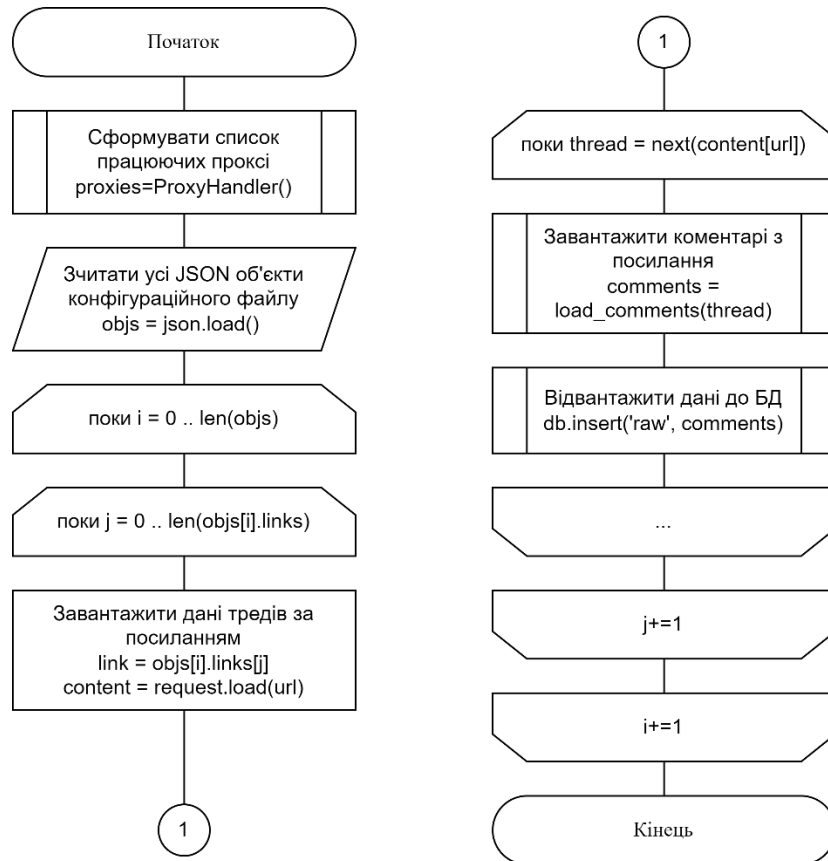 Початок
Сформувати список
працюючих проксі
proxies=ProxyHandler()
Зчитати усі JSON об'єкти
конфігураційного файлу
objs = json.load()
поки i = 0 .. len(objs)
поки j = 0 .. len(objs[i].links)
Завантажити дані тредів за
посиланням
link = objs[i].links[j]
content = request.load(url)
1
1
поки thread = next(content[url])
Завантажити коментарі з
посилання
comments =
load_comments(thread)
Відвантажити дані до БД
db.insert('raw', comments)
...
j+=1
i+=1
Кінець